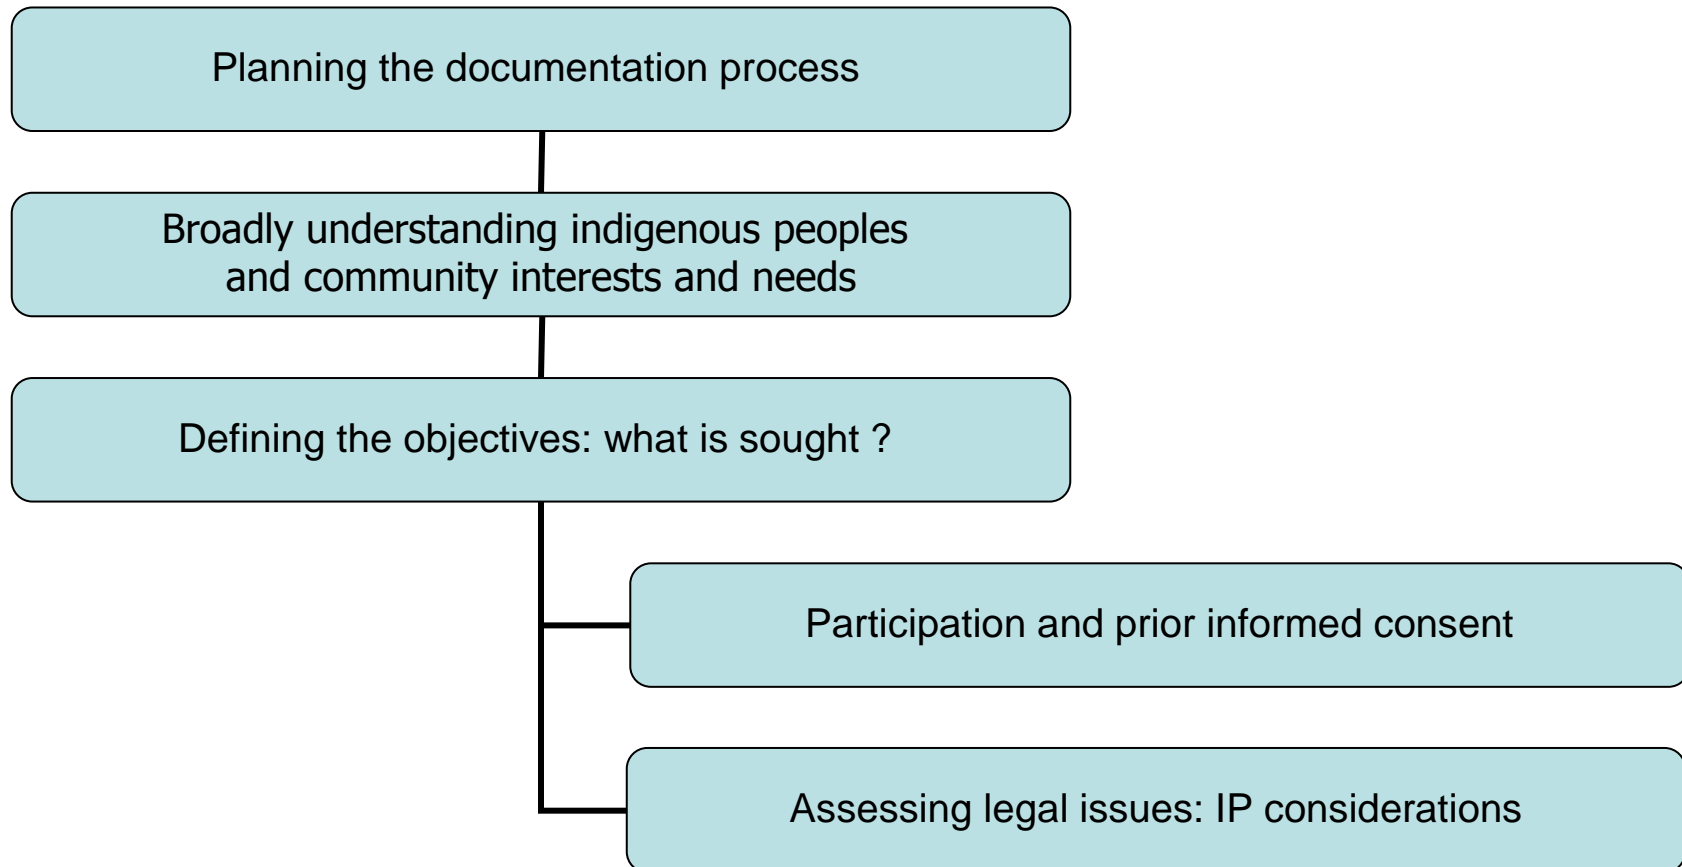 Planning the documentation process
Broadly understanding indigenous peoples
and community interests and needs
Defining the objectives: what is sought ?
Participation and prior informed consent
Assessing legal issues: IP considerations